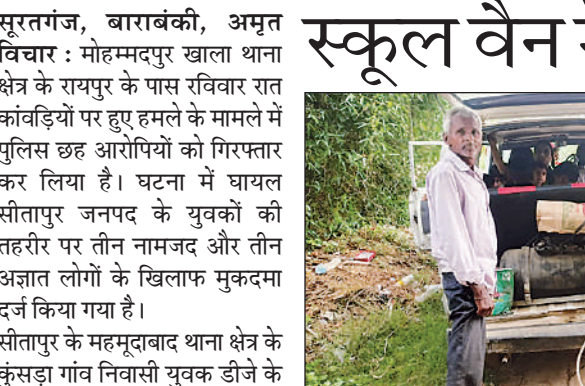 सूरतगंज, बाराबंकी, अमृत
विचार : मोहम्मदपुर खाला थाना
क्षेत्र के रायपुर के पास रविवार रात
कांवड़ियों पर हुए हमले के मामले में
पुलिस छह आरोपियों को गिरफ्तार
कर लिया है। घटना में घायल
सीतापुर जनपद के युवकों की
तहरीर पर तीन नामजद और तीन
अज्ञात लोगों के खिलाफ मुकदमा
दर्ज किया गया है।
सीतापुर के महमूदाबाद थाना क्षेत्र के
कुंसड़ा गांव निवासी युवक डीजे के
स्कूल वैन